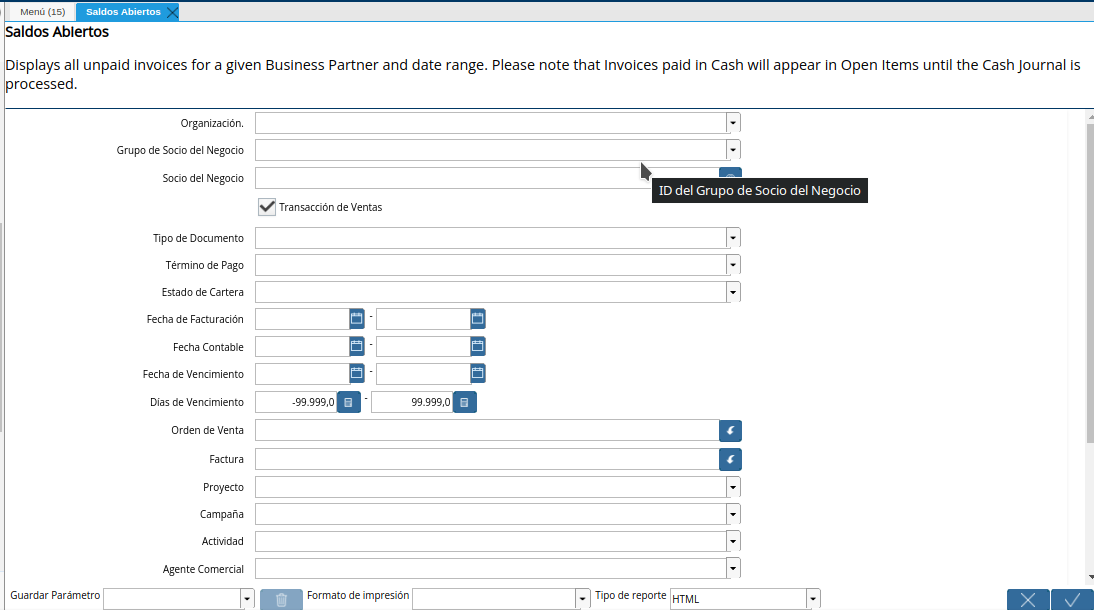 Menú (15)
Saldos Abiertos
Saldos Abiertos
Displays all unpaid invoices for a given Business Partner and date range. Please note that Invoices paid in Cash will appear in Open Items until the Cash Journal is
processed.
Organización.
Grupo de Socio del Negocio
Socio del Negocio
ID del Grupo de Socio del Negocio
Transacción de Ventas
Tipo de Documento
Término de Pago
Estado de Cartera
Fecha de Facturación -
Fecha Contable -
Fecha de Vencimiento -
Días de Vencimiento -99.999,0 - 99.999,0
Orden de Venta
Factura
Proyecto
Campaña
Actividad
Agente Comercial
Guardar Parámetro Formato de impresión Tipo de reporte HTML